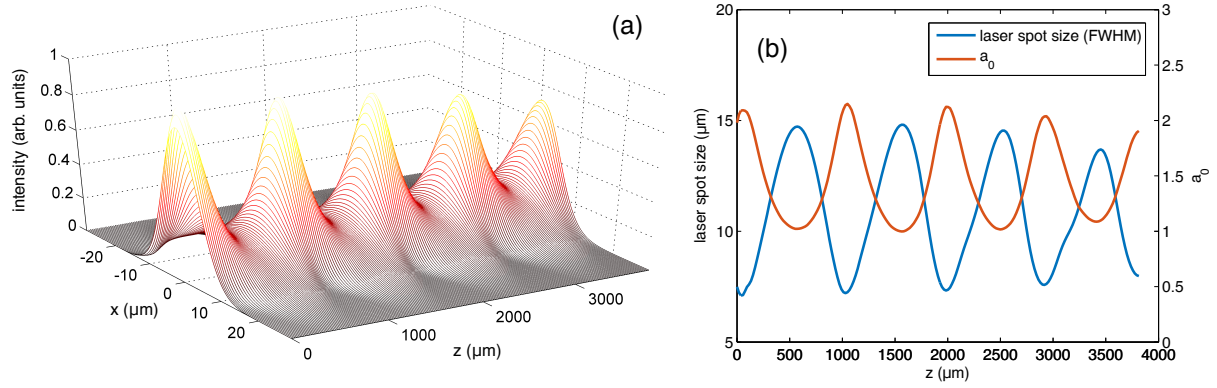 (a)
intensity (arb. units)
1
0.8
0.6
0.4
0.2
0
-20
-10
0
10
20
x (µm)
0
1000
2000
3000
z (µm)
(b)
laser spot size (FWHM)
a0
laser spot size (µm)
20
15
10
5
0 500 1000 1500 2000 2500 3000 3500 4000
z (µm)
3
2.5
2
1.5
1
0.5
0
a0